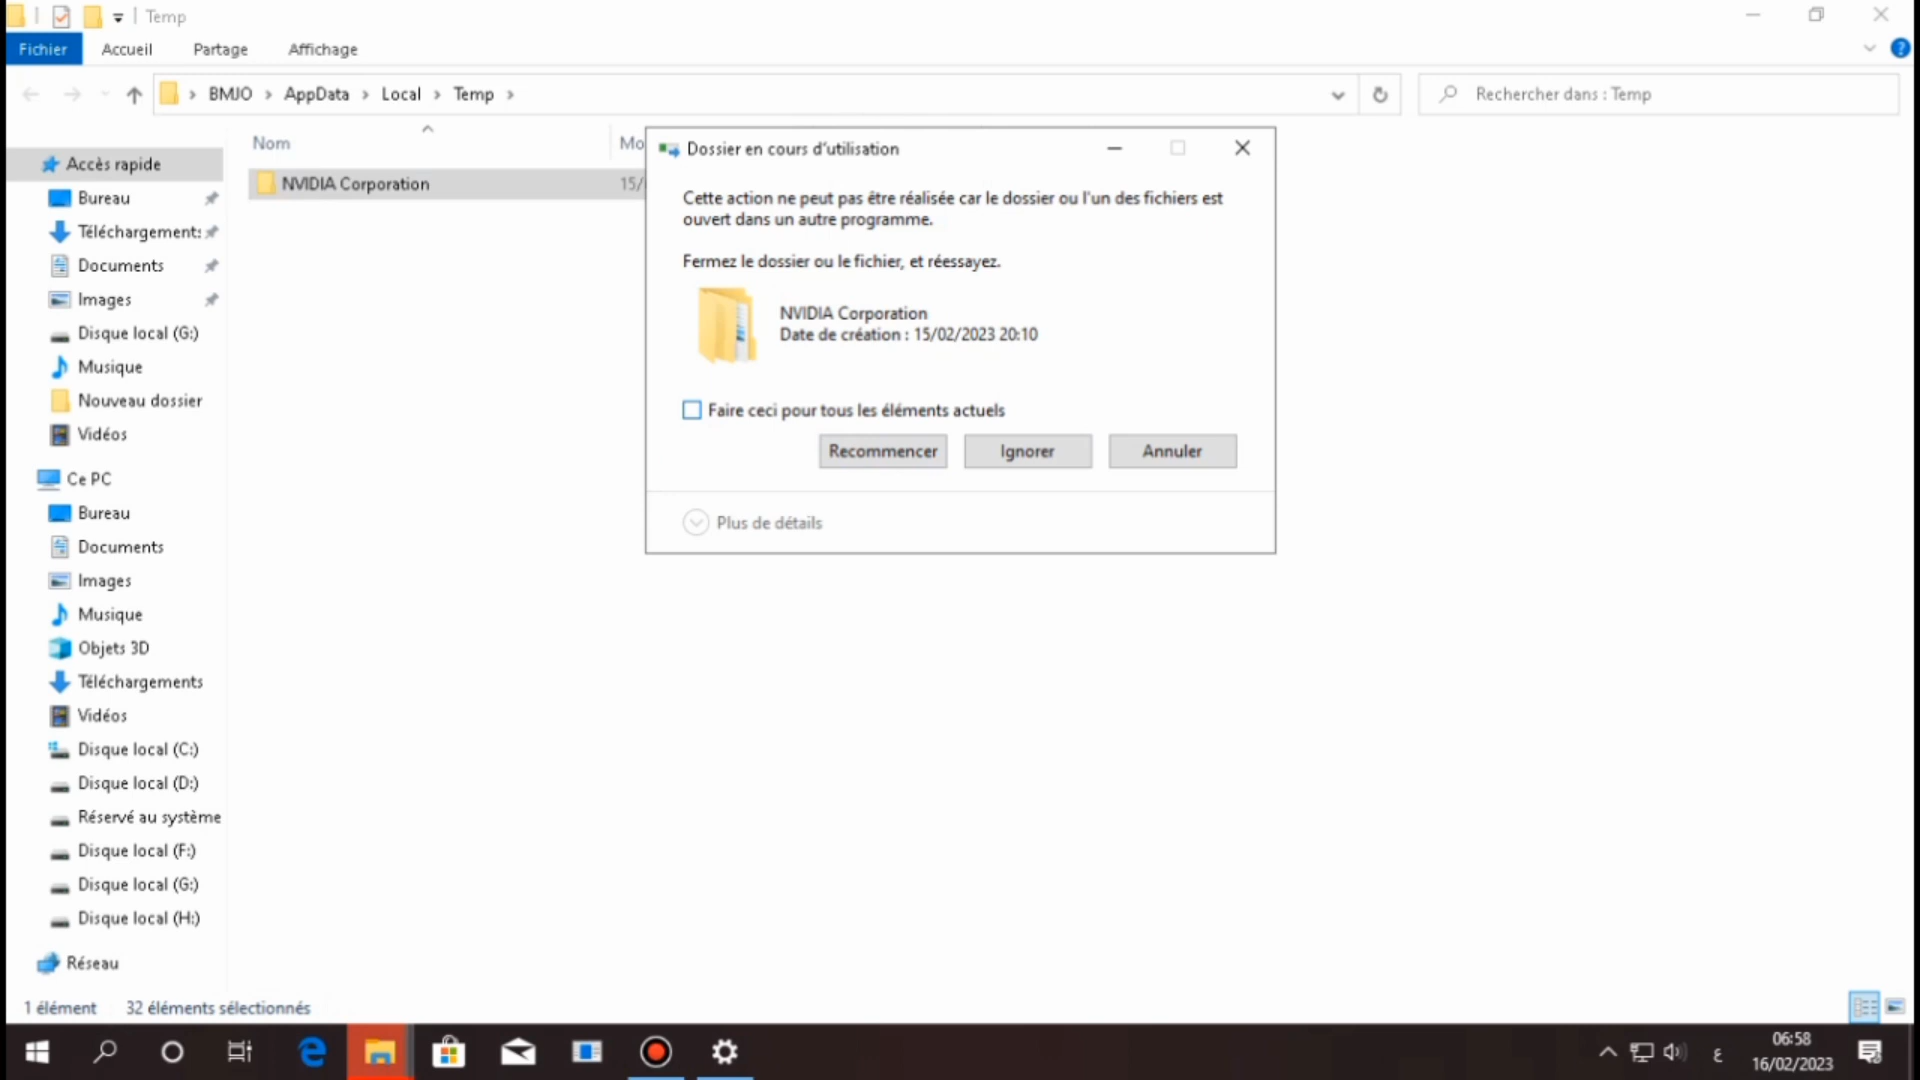 Temp
Fichier
Accueil
Partage
Affichage
BMJO
AppData
Local
Temp
Rechercher dans : Temp
Nom
NVIDIA Corporation
Accès rapide
Bureau
Téléchargement
Documents
Images
Disque local (G:)
Musique
Nouveau dossier
Vidéos
Ce PC
Bureau
Documents
Images
Musique
Objets 3D
Téléchargements
Vidéos
Disque local (C:)
Disque local (D:)
Réservé au système
Disque local (F:)
Disque local (G:)
Disque local (H:)
Réseau
Dossier en cours d'utilisation
Cette action ne peut pas être réalisée car le dossier ou l'un des fichiers est
ouvert dans un autre programme.
Fermez le dossier ou le fichier, et réessayez.
NVIDIA Corporation
Date de création : 15/02/2023 20:10
Faire ceci pour tous les éléments actuels
Recommencer
Ignorer
Annuler
Plus de détails
1 élément
32 éléments sélectionnés
ع
06:58
16/02/2023